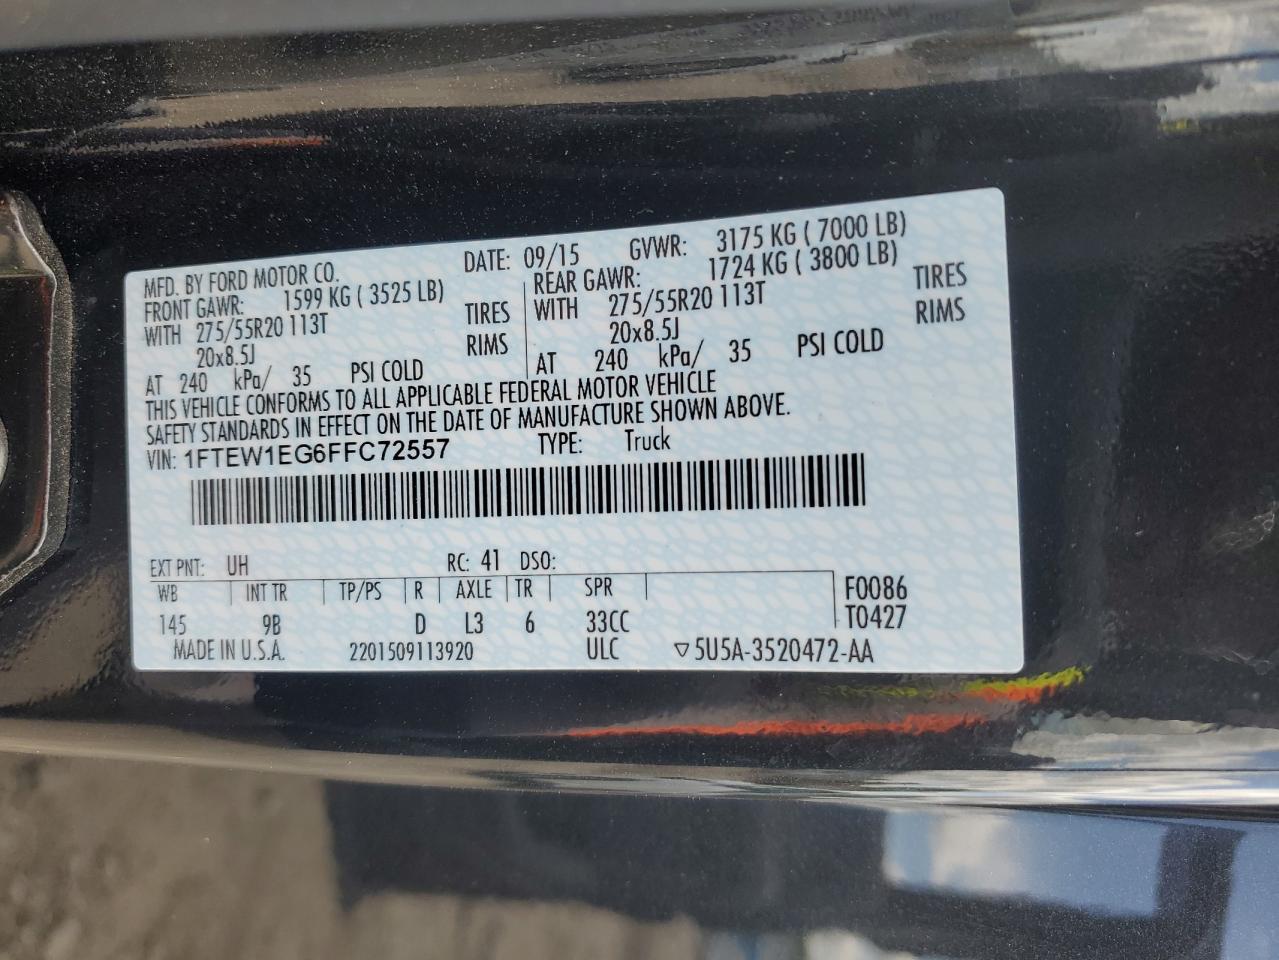 MFD. BY FORD MOTOR CO. DATE: 09/15 GVWR: 3175 KG ( 7000 LB)
FRONT GAWR: 1599 KG ( 3525 LB) REAR GAWR: 1724 KG ( 3800 LB)
WITH 275/55R20 113T TIRES WITH 275/55R20 113T TIRES
20x8.5J RIMS 20x8.5J RIMS
AT 240 kPa/ 35 PSI COLD AT 240 kPa/ 35 PSI COLD
THIS VEHICLE CONFORMS TO ALL APPLICABLE FEDERAL MOTOR VEHICLE
SAFETY STANDARDS IN EFFECT ON THE DATE OF MANUFACTURE SHOWN ABOVE.
VIN: 1FTEW1EG6FFC72557 TYPE: Truck
EXT PNT: UH RC: 41 DSO:
WB INT TR TP/PS R AXLE TR SPR F0086
145 9B D L3 6 33CC T0427
MADE IN U.S.A. 2201509113920 ULC ▽5U5A-3520472-AA